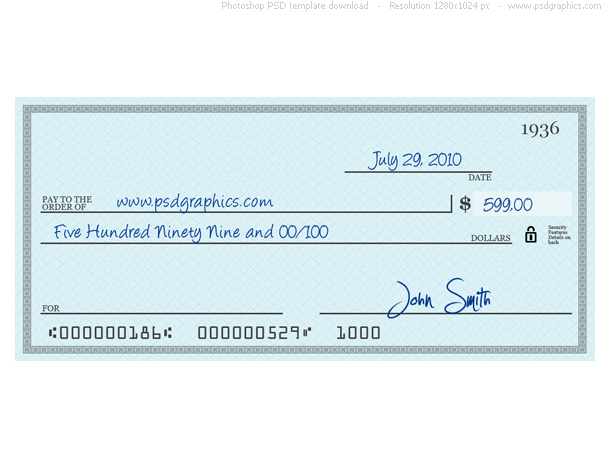 Photoshop PSD template download - Resolution 1280x1024 px - www.psdgraphics.com
1936
July 29, 2010
DATE
PAY TO THE
ORDER OF
www.psdgraphics.com
$ 599.00
Five Hundred Ninety Nine and 00/100
DOLLARS
Security
Features
Details on
back
John Smith
FOR
⑆000000186⑆ 000000529⑈ 1000